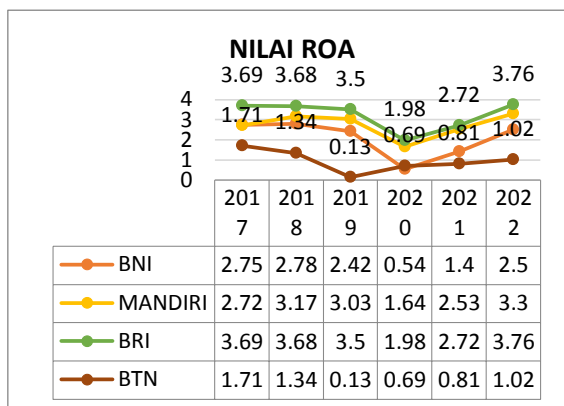 NILAI ROA
3.69 3.68 3.5 1.98 2.72 3.76
1.71 1.34 0.13 0.69 0.81 1.02
4
3
2
1
0
201 201 201 202 202 202
7 8 9 0 1 2
BNI 2.75 2.78 2.42 0.54 1.4 2.5
MANDIRI 2.72 3.17 3.03 1.64 2.53 3.3
BRI 3.69 3.68 3.5 1.98 2.72 3.76
BTN 1.71 1.34 0.13 0.69 0.81 1.02